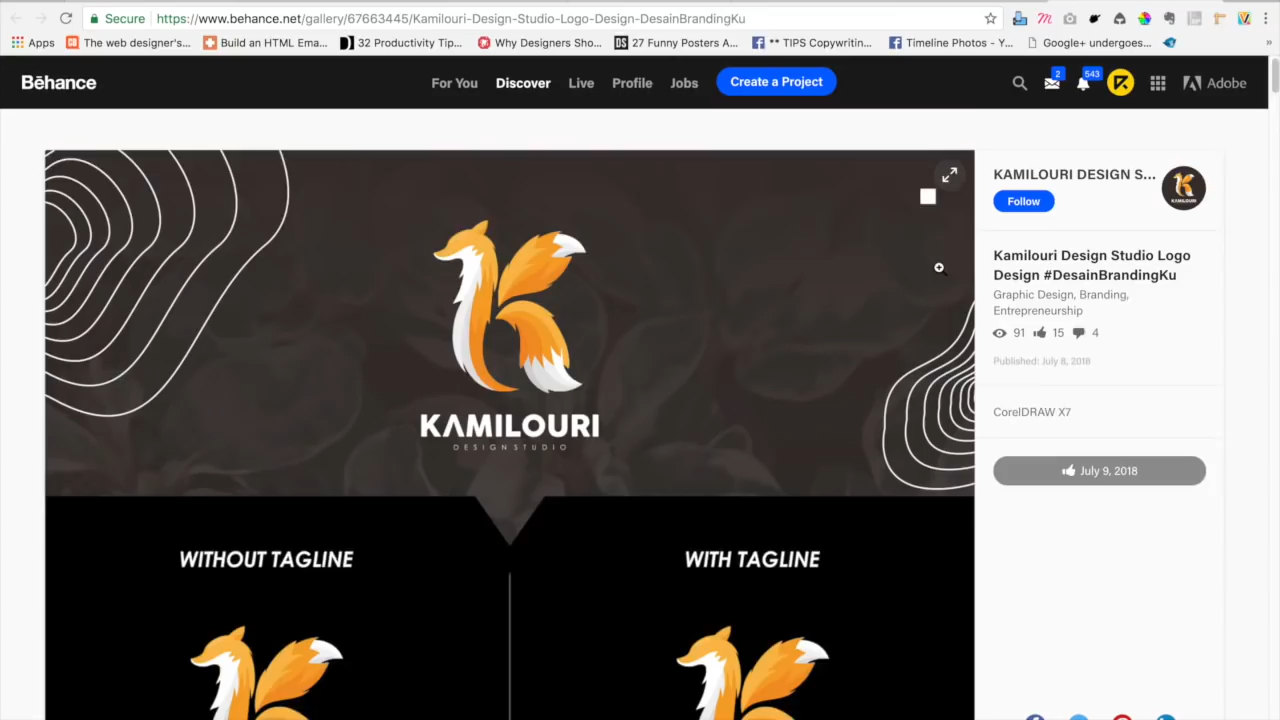 Secure https://www.behance.net/gallery/67663445/Kamilouri-Design-Studio-Logo-Design-DesainBrandingKu
Apps The web designer's... Build an HTML Ema... 32 Productivity Tip... Why Designers Sho... 27 Funny Posters A... ** TIPS Copywritin... Timeline Photos - Y... Google+ undergoes... »
Bēhance For You Discover Live Profile Jobs Create a Project 2 543 Adobe
KAMILOURI
DESIGN STUDIO
WITHOUT TAGLINE
WITH TAGLINE
KAMILOURI DESIGN S...
KAMILOURI
Follow
Kamilouri Design Studio Logo
Design #DesainBrandingKu
Graphic Design, Branding,
Entrepreneurship
91 15 4
Published: July 8, 2018
CorelDRAW X7
July 9, 2018